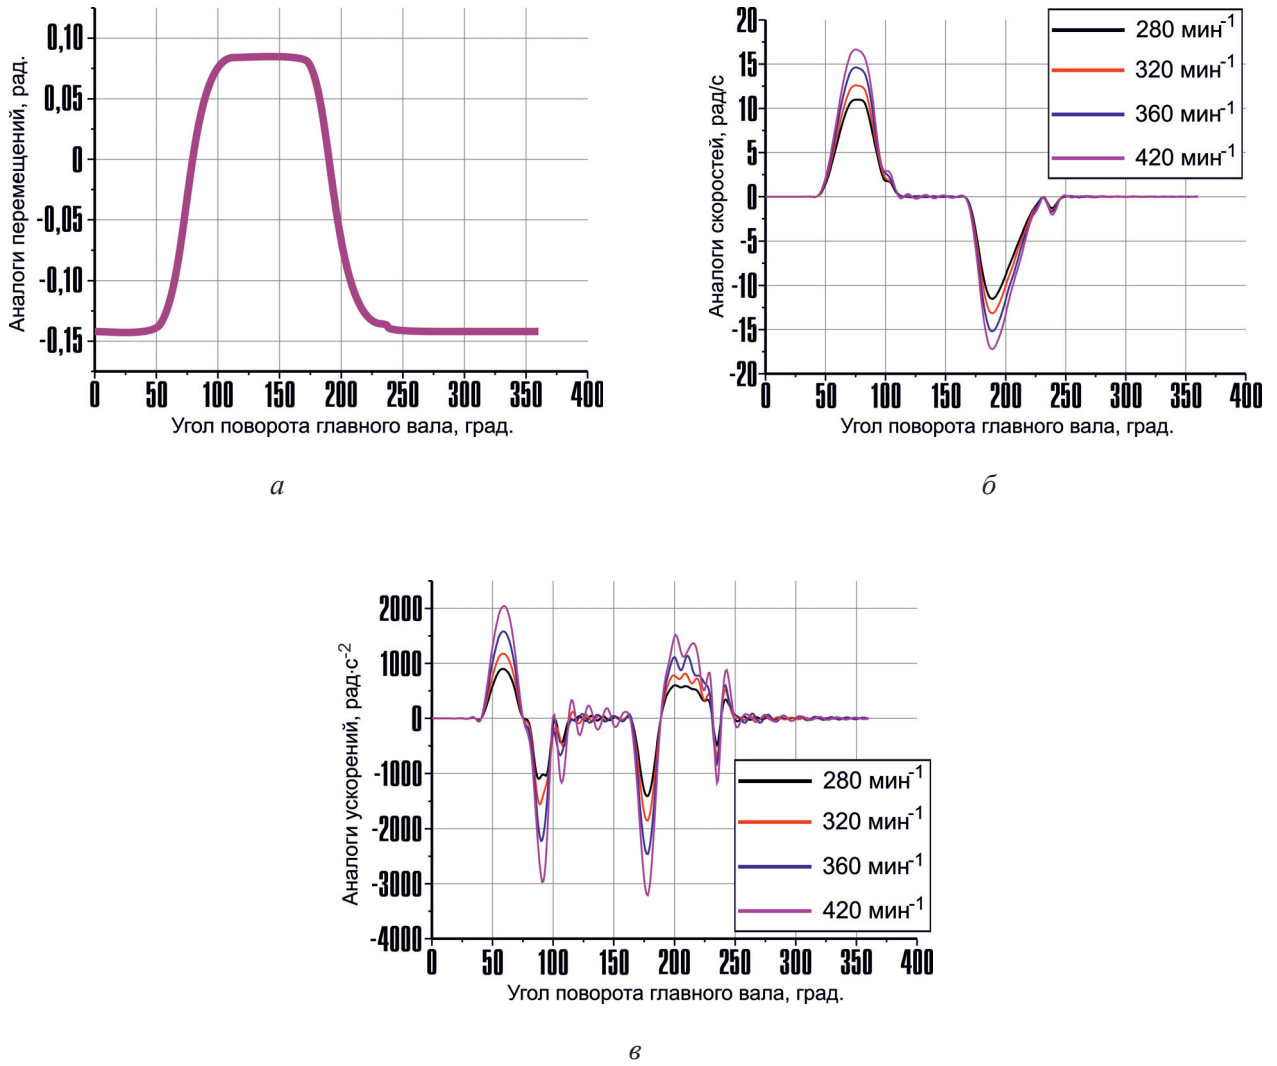 0,10
0,05
0
-0,05
-0,10
-0,15
Аналоги перемещений, рад.
0 50 100 150 200 250 300 350 400
Угол поворота главного вала, град.
а
20
15
10
5
0
-5
-10
-15
-20
Аналоги скоростей, рад/с
280 мин-1
320 мин-1
360 мин-1
420 мин-1
0 50 100 150 200 250 300 350 400
Угол поворота главного вала, град.
б
2000
1000
0
-1000
-2000
-3000
-4000
Аналоги ускорений, рад·с-2
280 мин-1
320 мин-1
360 мин-1
420 мин-1
0 50 100 150 200 250 300 350 400
Угол поворота главного вала, град.
в